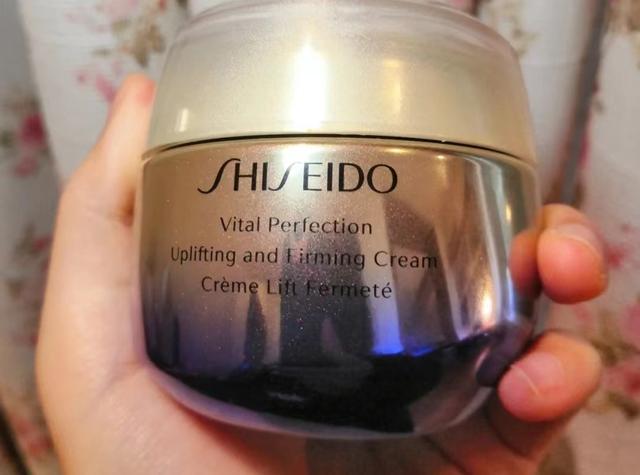 SHISEIDO
Vital Perfection
Uplifting and Firming Cream
Crème Lift Fermeté